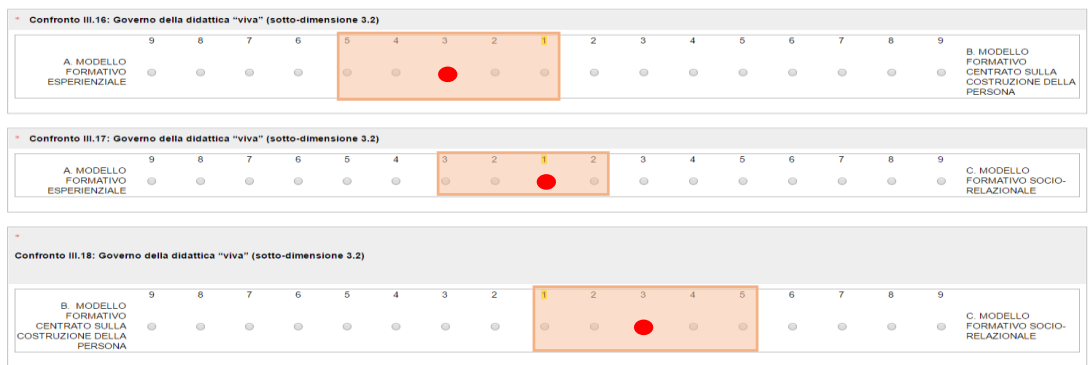 * Confronto III.16: Governo della didattica “viva” (sotto-dimensione 3.2)
9 8 7 6 5 4 3 2 1 2 3 4 5 6 7 8 9
A. MODELLO
FORMATIVO
ESPERIENZIALE
B. MODELLO
FORMATIVO
CENTRATO SULLA
COSTRUZIONE DELLA
PERSONA
* Confronto III.17: Governo della didattica “viva” (sotto-dimensione 3.2)
9 8 7 6 5 4 3 2 1 2 3 4 5 6 7 8 9
A. MODELLO
FORMATIVO
ESPERIENZIALE
C. MODELLO
FORMATIVO SOCIO-
RELAZIONALE
*
Confronto III.18: Governo della didattica “viva” (sotto-dimensione 3.2)
9 8 7 6 5 4 3 2 1 2 3 4 5 6 7 8 9
B. MODELLO
FORMATIVO
CENTRATO SULLA
COSTRUZIONE DELLA
PERSONA
C. MODELLO
FORMATIVO SOCIO-
RELAZIONALE